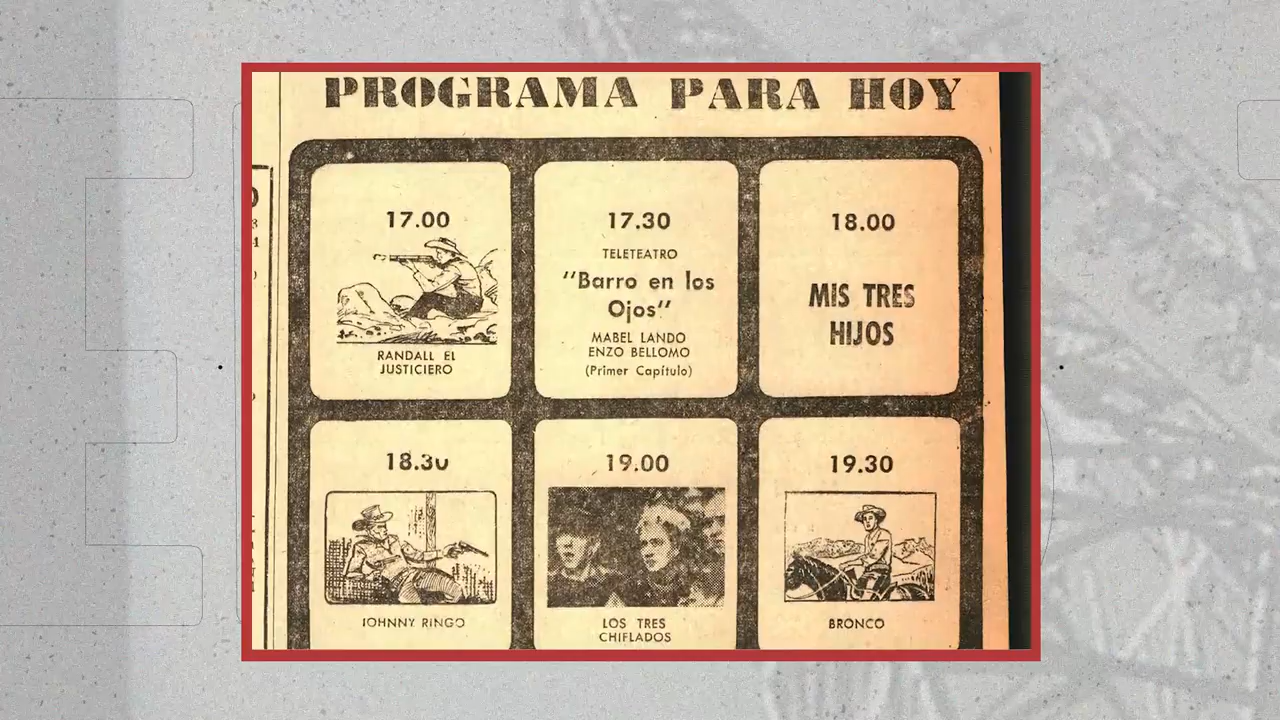 PROGRAMA PARA HOY
17.00
RANDALL EL
JUSTICIERO
17.30
TELETEATRO
"Barro en los
Ojos"
MABEL LANDO
ENZO BELLOMO
(Primer Capítulo)
18.00
MIS TRES
HIJOS
18.30
JOHNNY RINGO
19.00
LOS TRES
CHIFLADOS
19.30
BRONCO